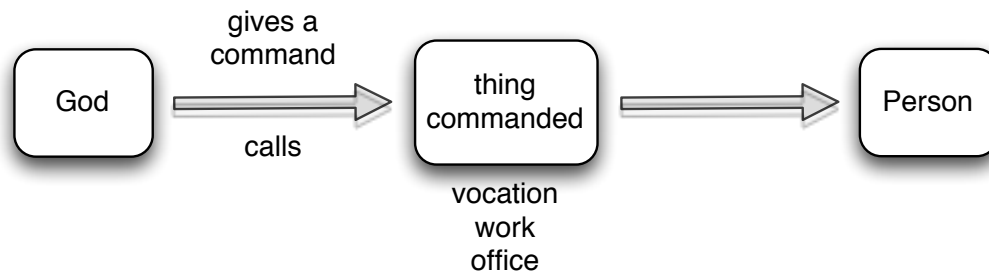 gives a
command
God
thing
commanded
Person
calls
vocation
work
office